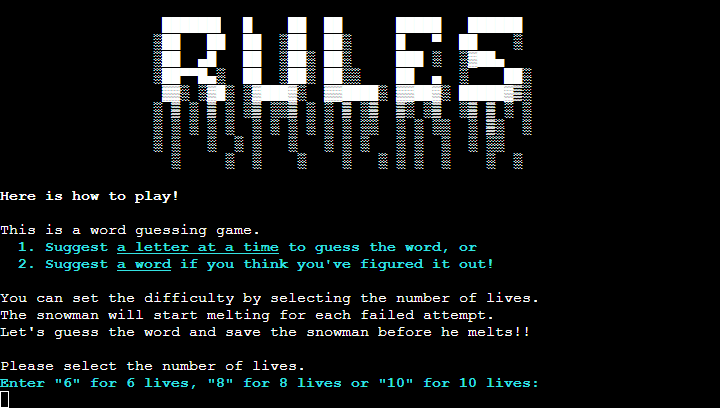 RULES
Here is how to play!
This is a word guessing game.
1. Suggest a letter at a time to guess the word, or
2. Suggest a word if you think you've figured it out!
You can set the difficulty by selecting the number of lives.
The snowman will start melting for each failed attempt.
Let's guess the word and save the snowman before he melts!!
Please select the number of lives.
Enter "6" for 6 lives, "8" for 8 lives or "10" for 10 lives: